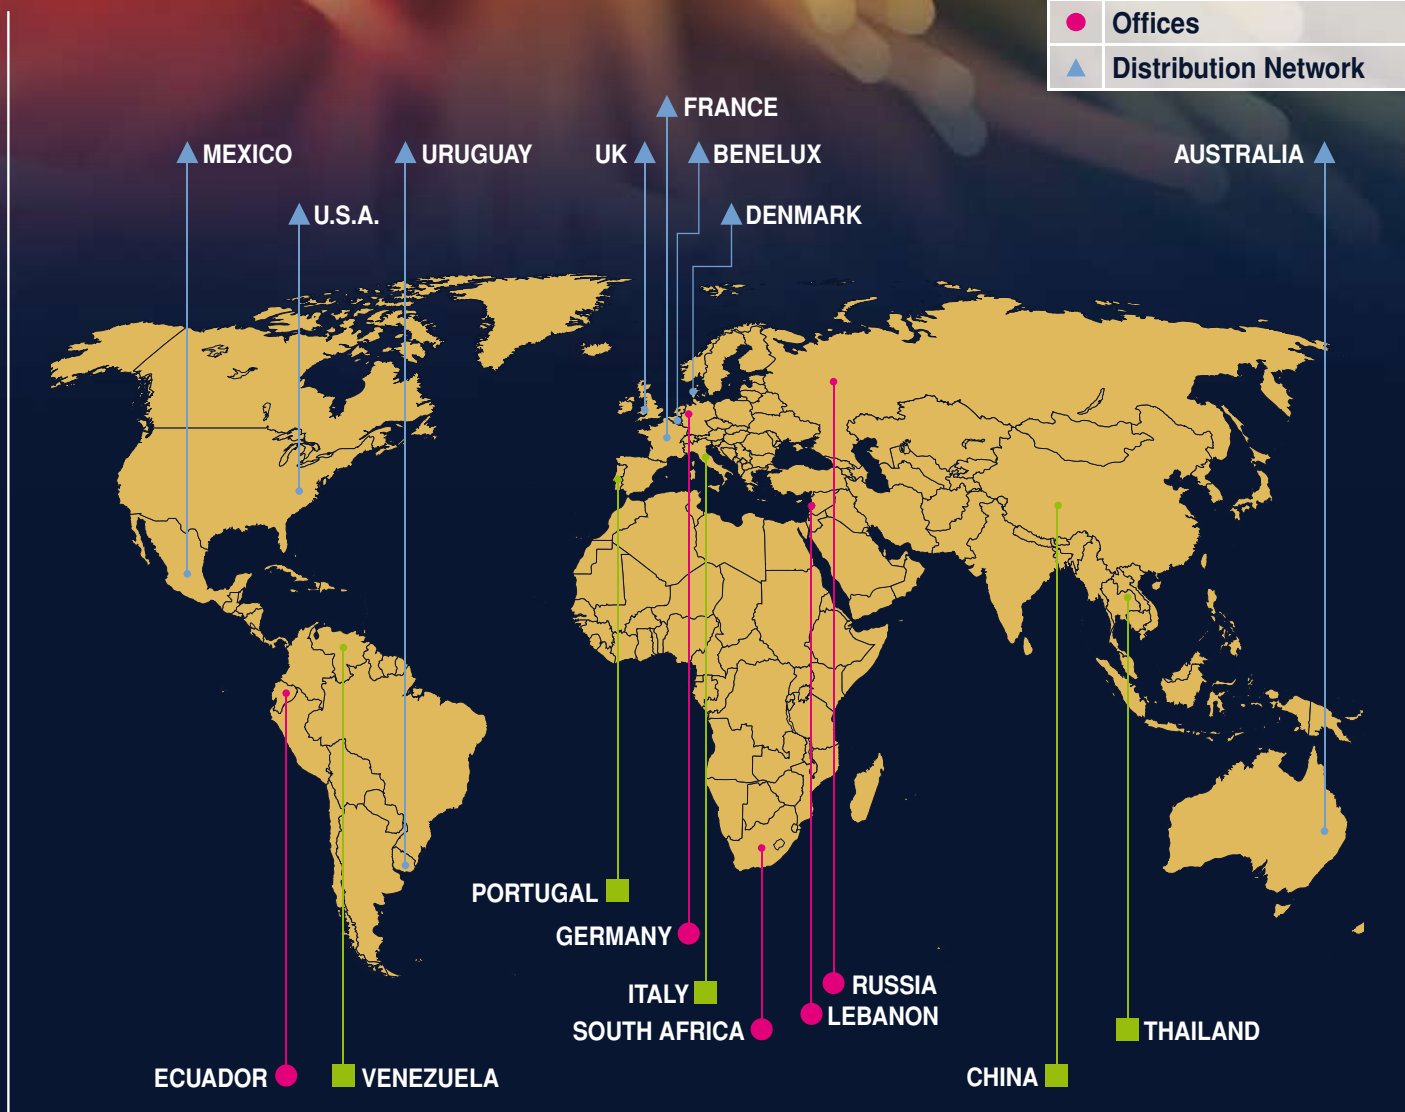 Offices
Distribution Network
FRANCE
MEXICO
URUGUAY
UK
BENELUX
AUSTRALIA
U.S.A.
DENMARK
PORTUGAL
GERMANY
ITALY
RUSSIA
LEBANON
SOUTH AFRICA
THAILAND
ECUADOR
VENEZUELA
CHINA